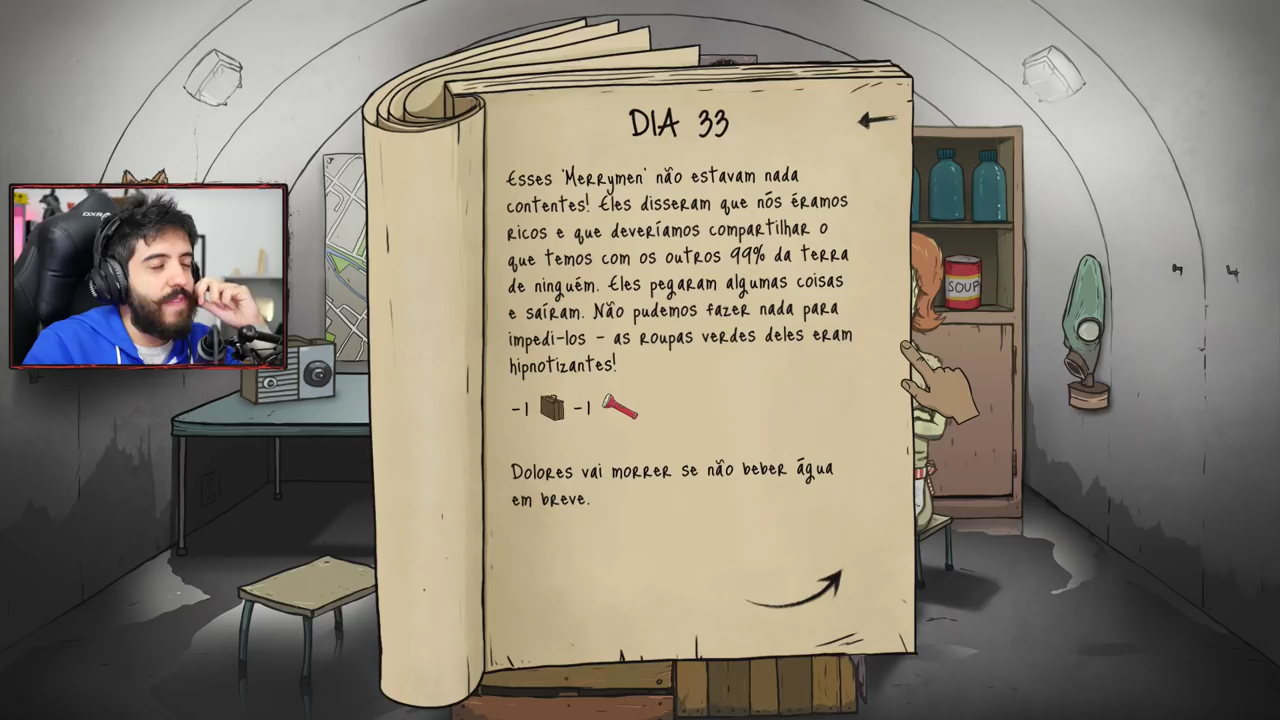 DIA 33
Esses 'Merrymen' não estavam nada
contentes! Eles disseram que nós éramos
ricos e que deveríamos compartilhar o
que temos com os outros 99% da terra
de ninguém. Eles pegaram algumas coisas
e saíram. Não pudemos fazer nada para
impedi-los - as roupas verdes deles eram
hipnotizantes!
-1 -1
Dolores vai morrer se não beber água
em breve.
SOUP